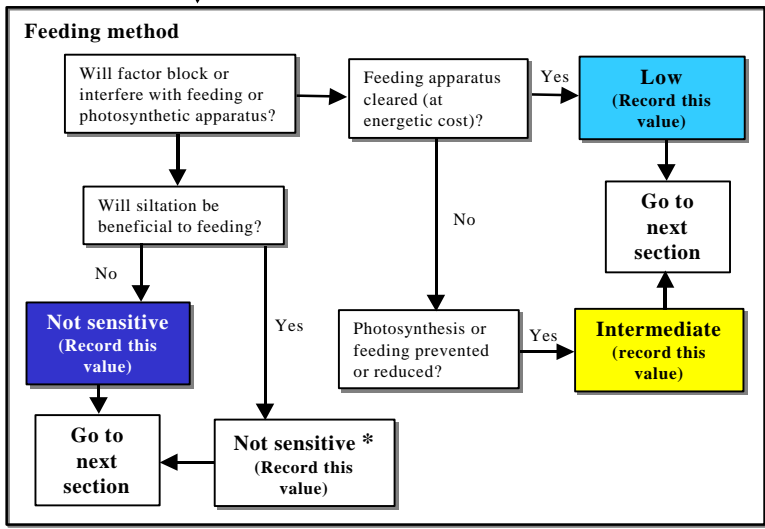 Feeding method
Will factor block or
interfere with feeding or
photosynthetic apparatus?
Feeding apparatus
cleared (at
energetic cost)?
Yes
Low
(Record this
value)
Will siltation be
beneficial to feeding?
No
Go to
next
section
No
Not sensitive
(Record this
value)
Yes
Photosynthesis or
feeding prevented
or reduced?
Yes
Intermediate
(record this
value)
Go to
next
section
Not sensitive *
(Record this
value)